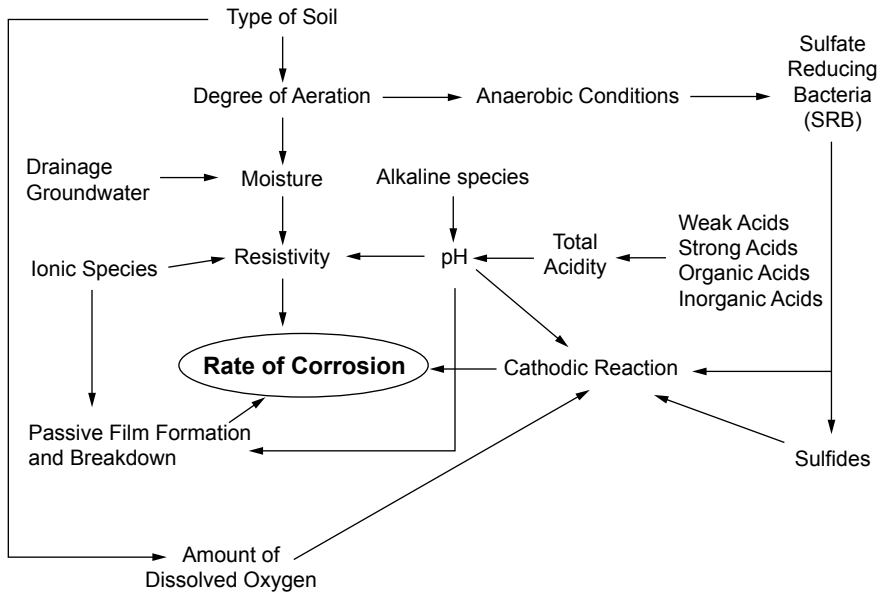 Type of Soil
Degree of Aeration
Anaerobic Conditions
Sulfate
Reducing
Bacteria
(SRB)
Drainage
Groundwater
Moisture
Alkaline species
Ionic Species
Resistivity
pH
Total
Acidity
Weak Acids
Strong Acids
Organic Acids
Inorganic Acids
Rate of Corrosion
Cathodic Reaction
Passive Film Formation
and Breakdown
Sulfides
Amount of
Dissolved Oxygen